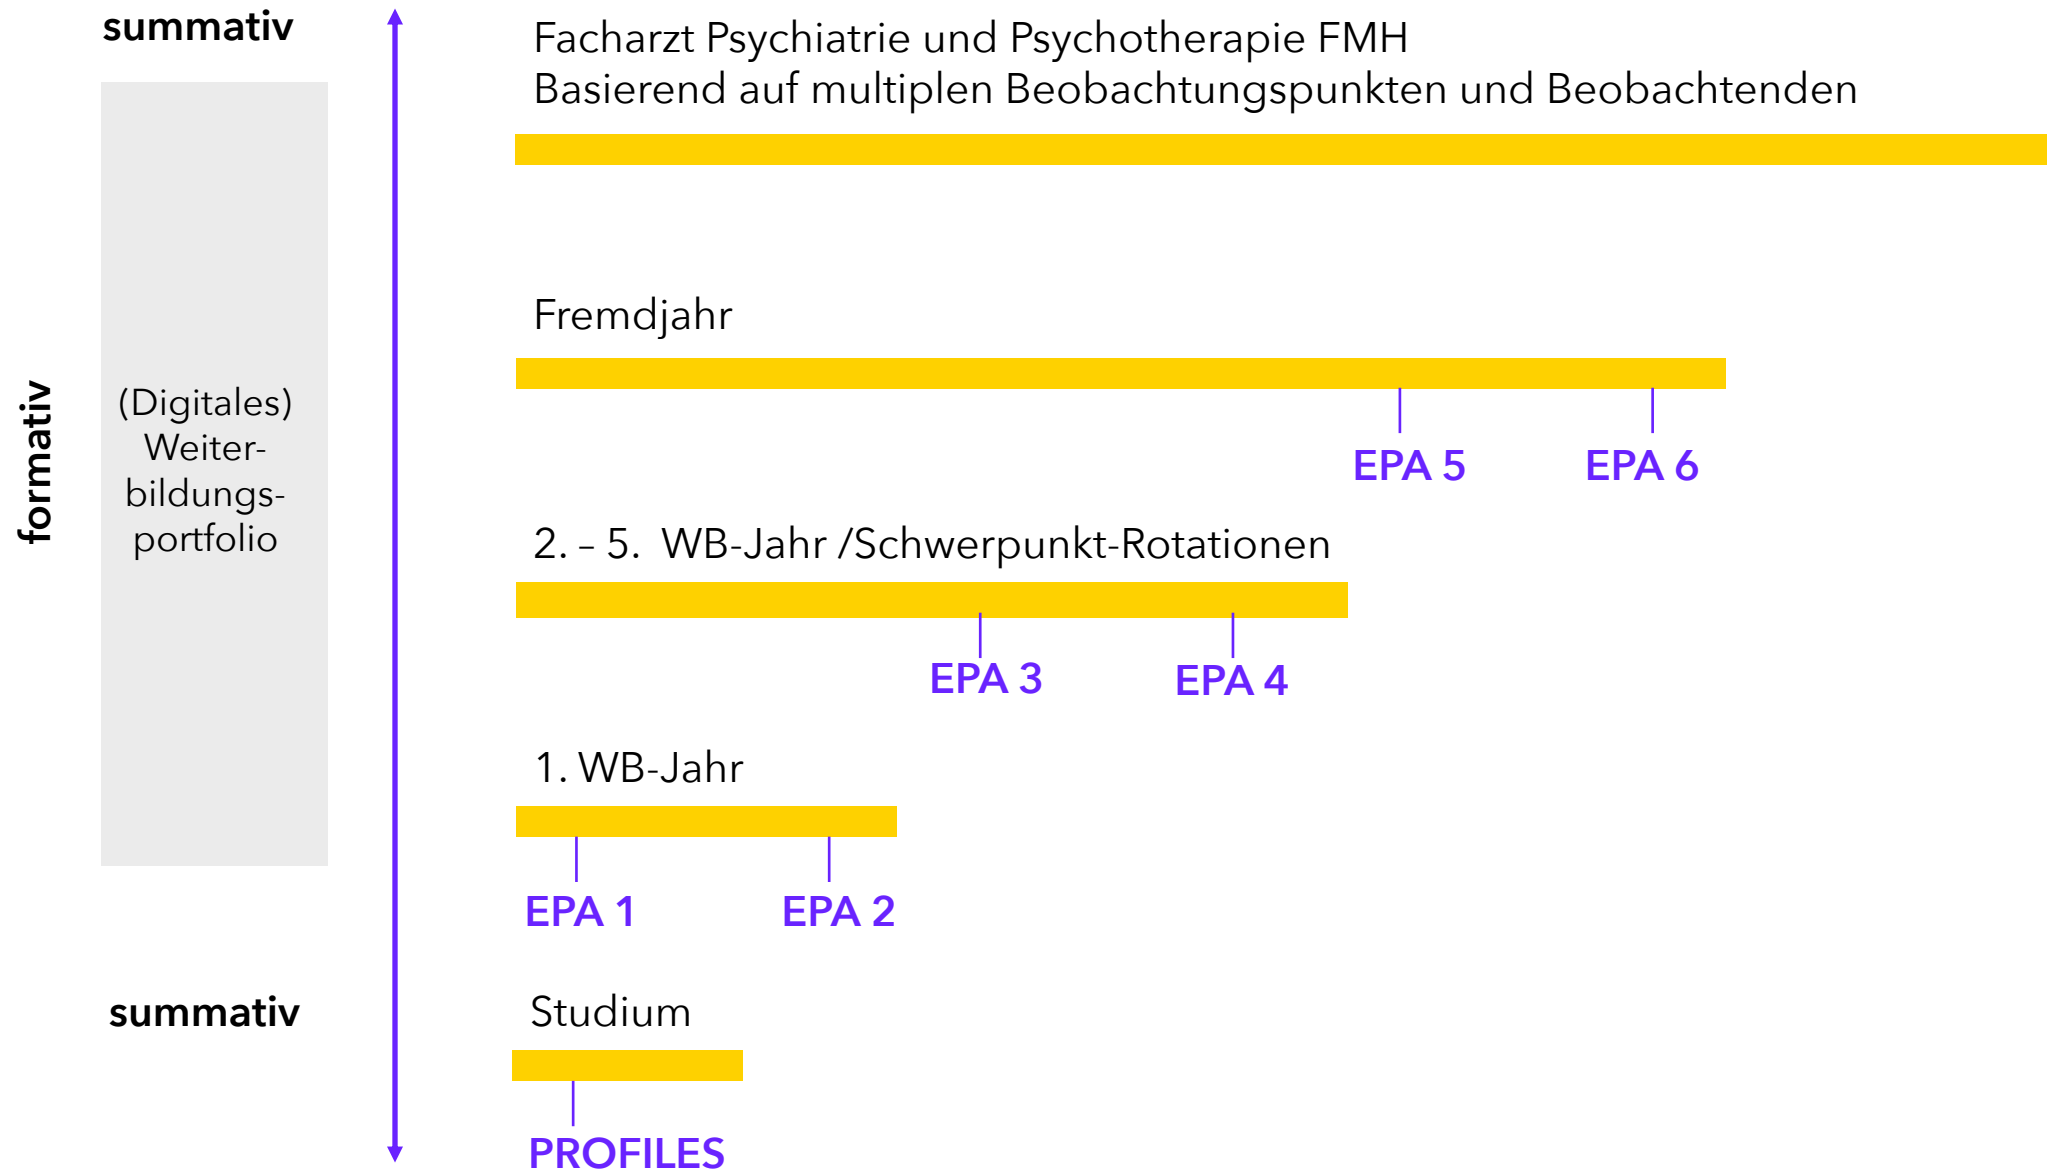 summativ
Facharzt Psychiatrie und Psychotherapie FMH
Basierend auf multiplen Beobachtungspunkten und Beobachtenden
formativ
(Digitales)
Weiter-
bildungs-
portfolio
Fremdjahr
EPA 5
EPA 6
2. – 5.  WB-Jahr /Schwerpunkt-Rotationen
EPA 3
EPA 4
1. WB-Jahr
EPA 1
EPA 2
summativ
Studium
PROFILES